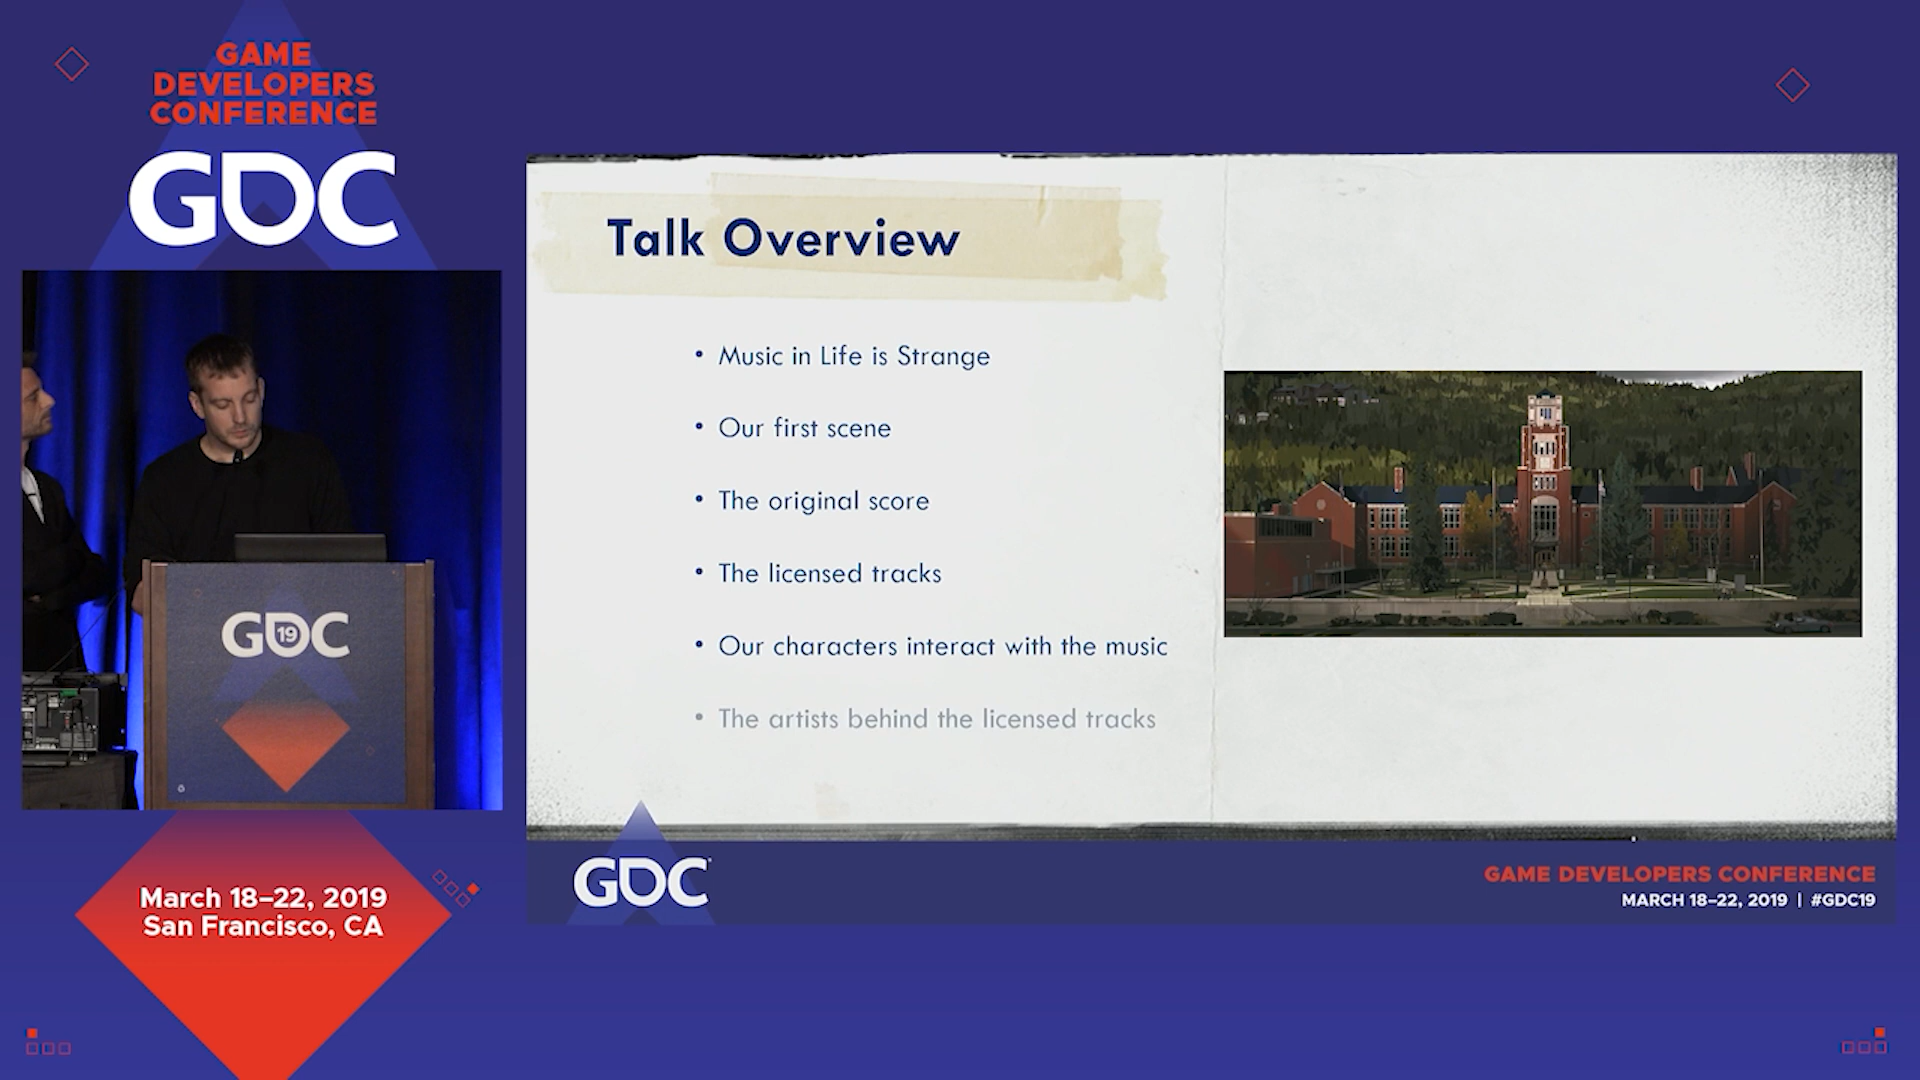 GAME
DEVELOPERS
CONFERENCE
GDC
Talk Overview
• Music in Life is Strange
• Our first scene
• The original score
• The licensed tracks
• Our characters interact with the music
• The artists behind the licensed tracks
GDC
19
March 18–22, 2019
San Francisco, CA
GDC
GAME DEVELOPERS CONFERENCE
MARCH 18–22, 2019 | #GDC19